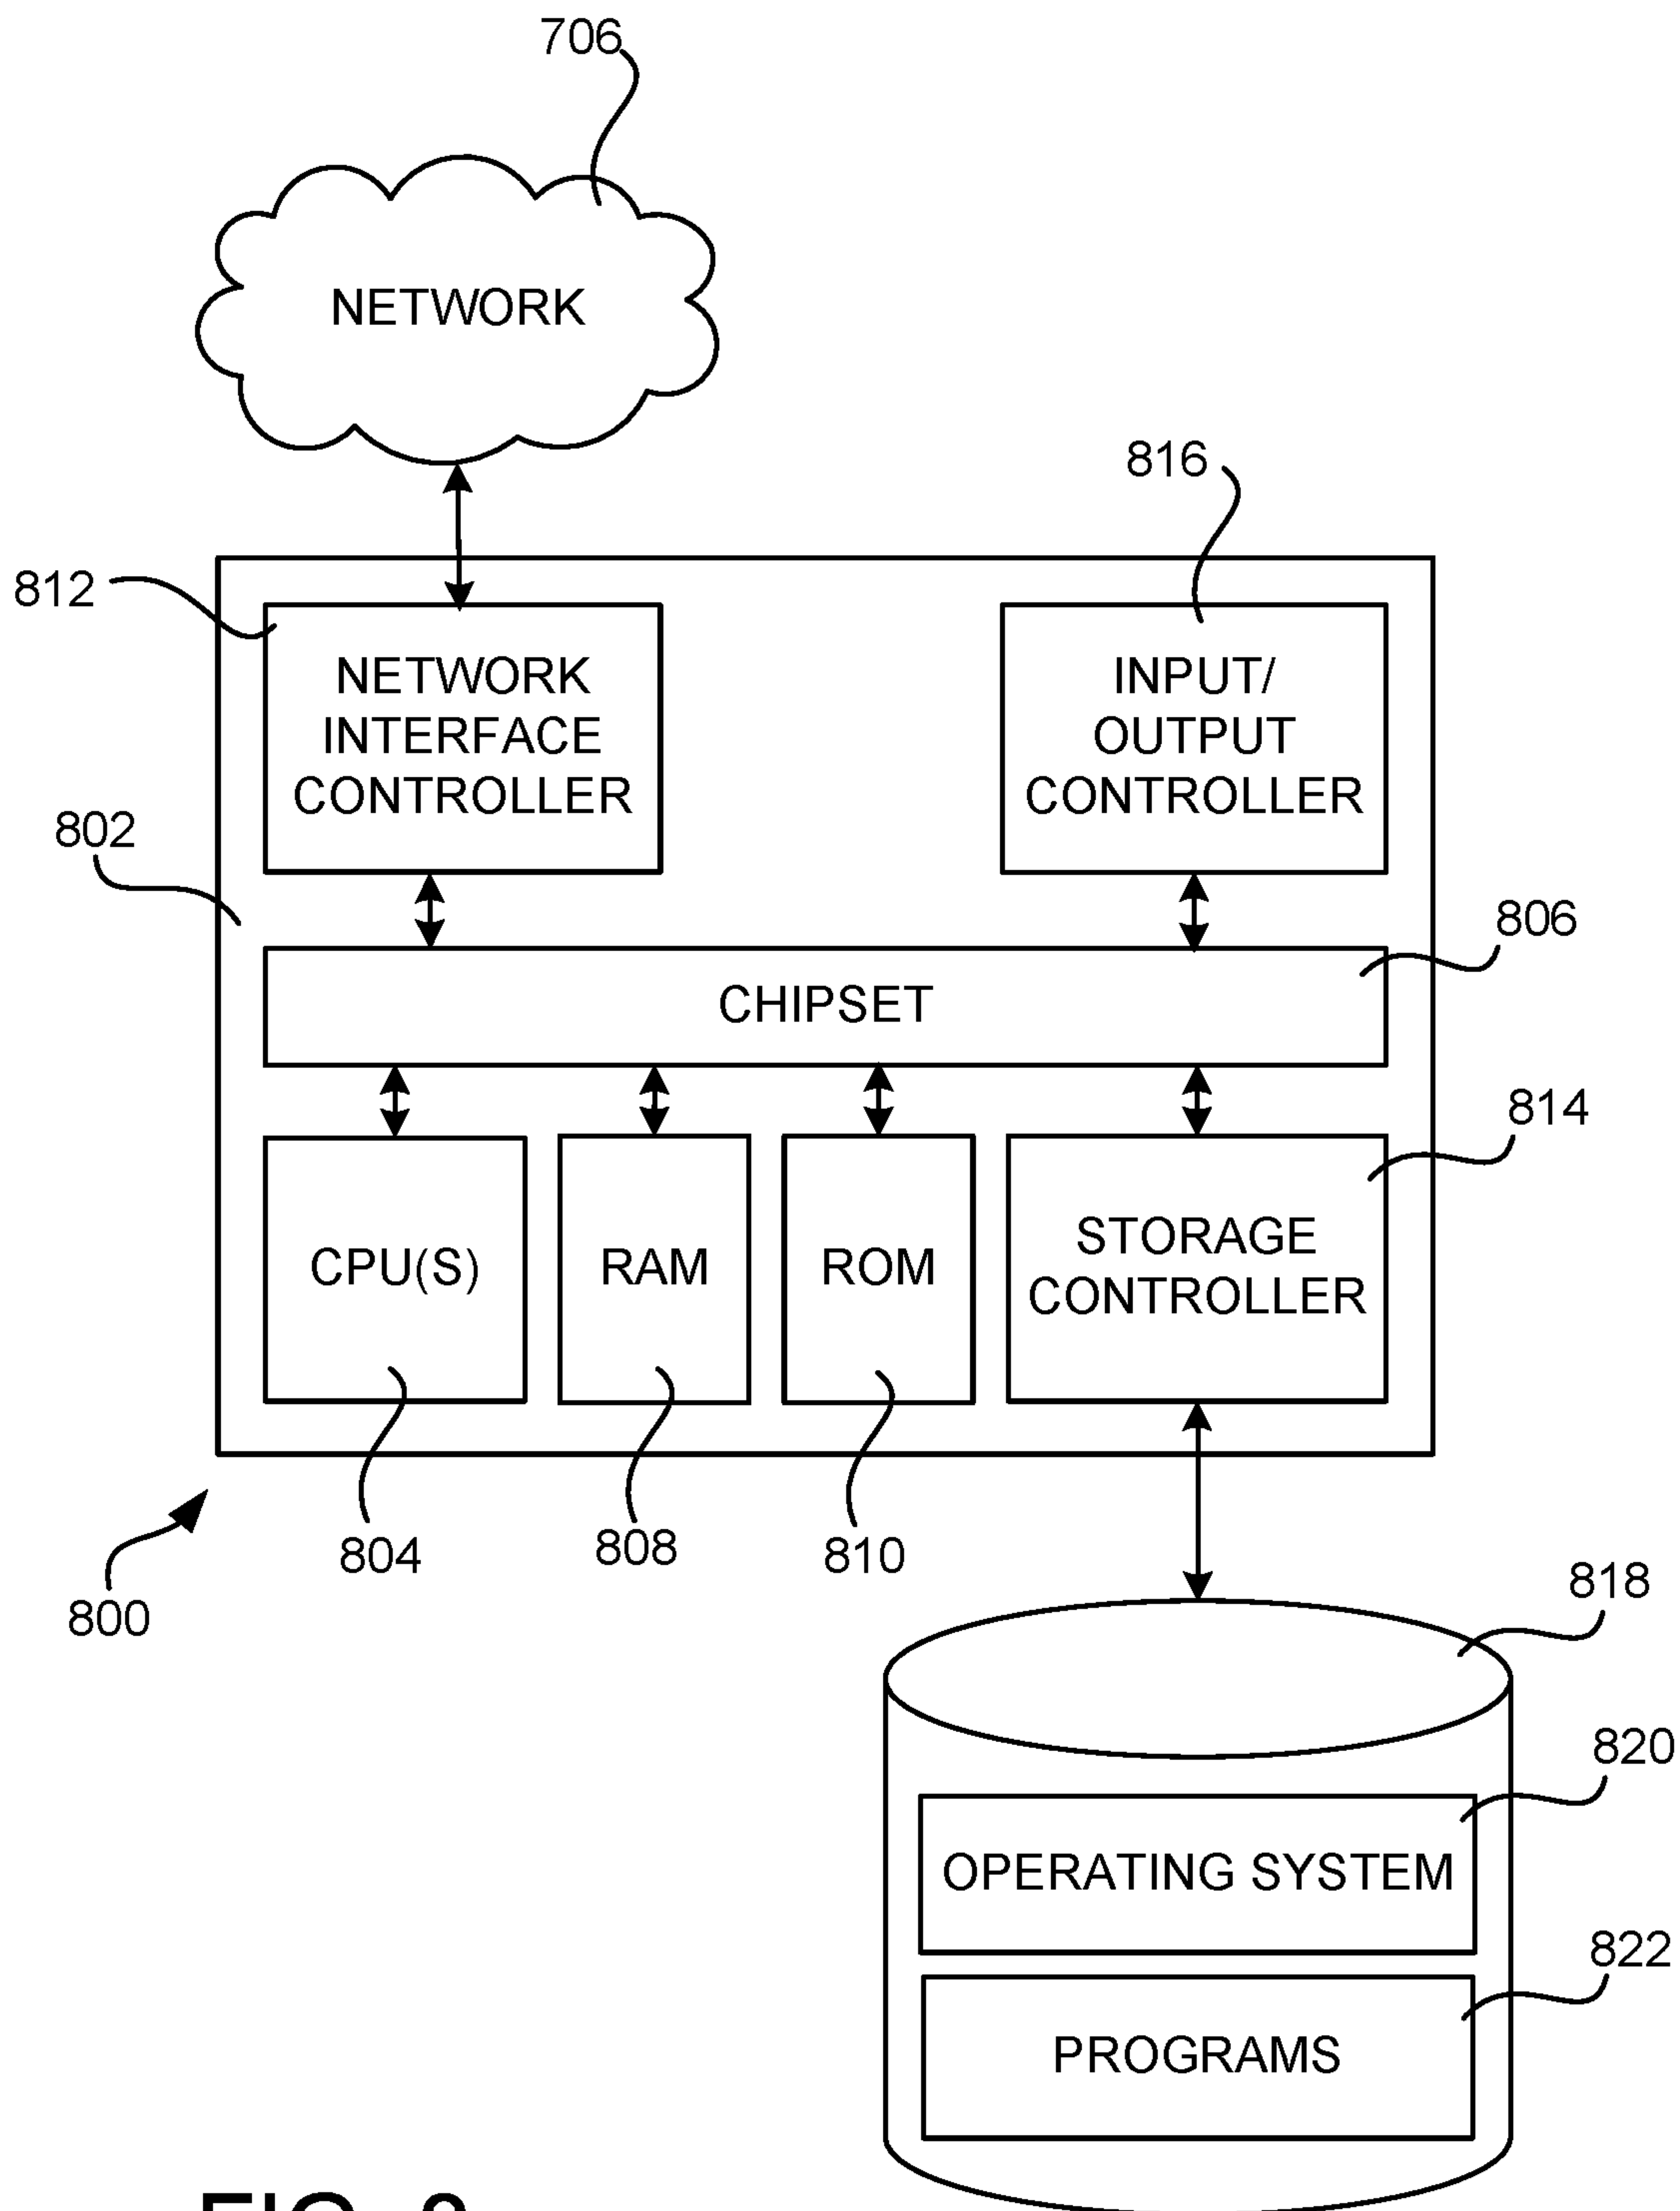 706
NETWORK
816
812
NETWORK
INTERFACE
CONTROLLER
INPUT/
OUTPUT
CONTROLLER
802
806
CHIPSET
814
CPU(S)
RAM
ROM
STORAGE
CONTROLLER
804
808
810
800
818
820
OPERATING SYSTEM
822
PROGRAMS